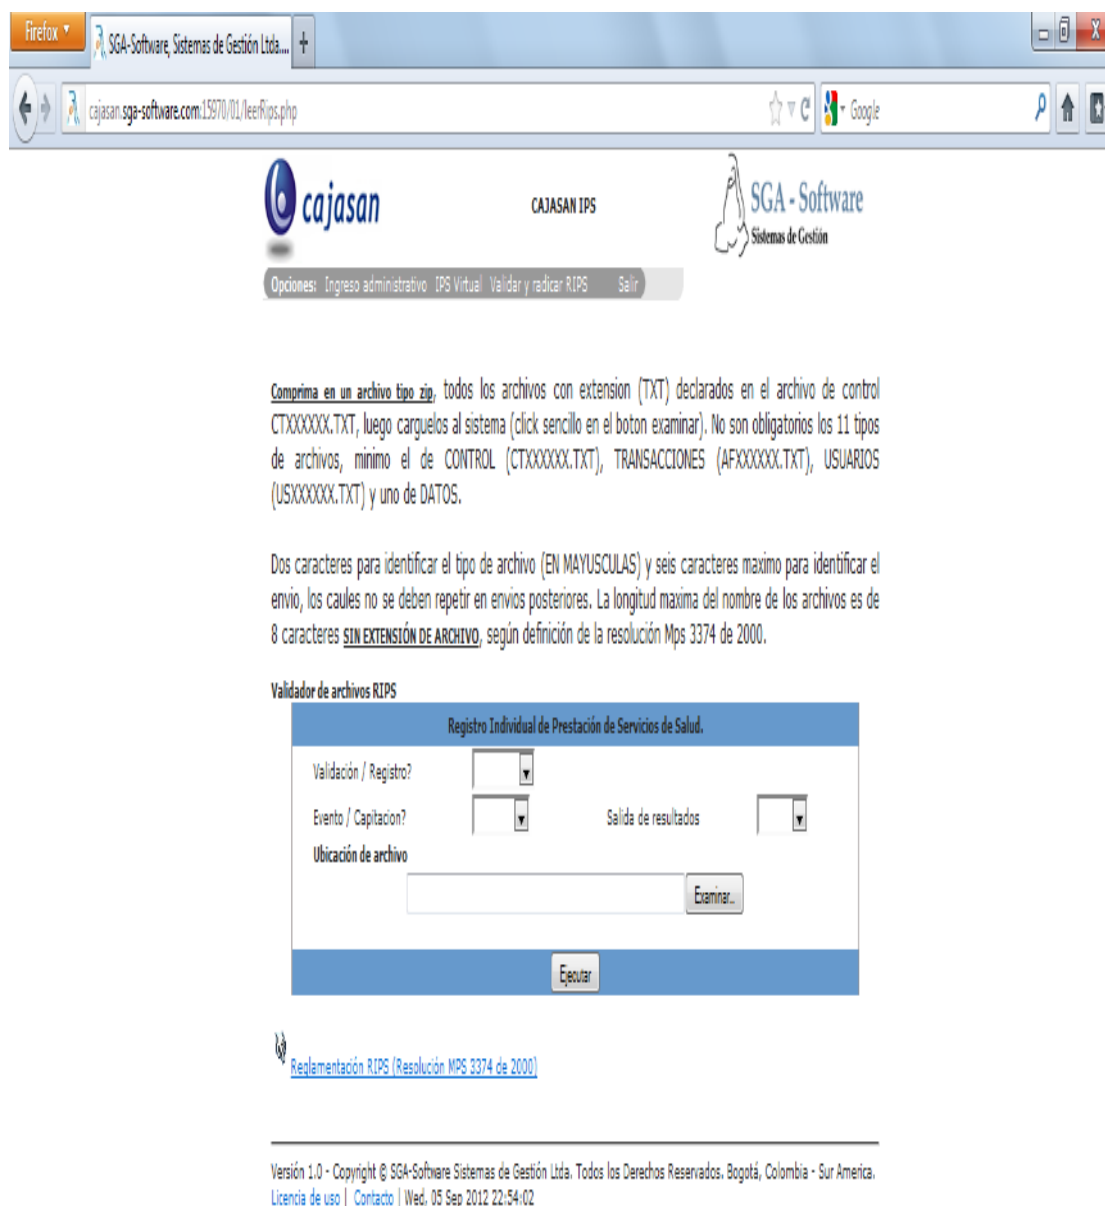 Firefox
SGA-Software, Sistemas de Gestión Ltda....
cajasan.sga-software.com:15970/01/leerRips.php
Google
cajasan
CAJASAN IPS
SGA - Software
Sistemas de Gestión
Opciones: Ingreso administrativo IPS Virtual Validar y radicar RIPS Salir
Comprima en un archivo tipo zip, todos los archivos con extension (TXT) declarados en el archivo de control
CTXXXXXX.TXT, luego carguelos al sistema (click sencillo en el boton examinar). No son obligatorios los 11 tipos
de archivos, minimo el de CONTROL (CTXXXXXX.TXT), TRANSACCIONES (AFXXXXXX.TXT), USUARIOS
(USXXXXXX.TXT) y uno de DATOS.
Dos caracteres para identificar el tipo de archivo (EN MAYUSCULAS) y seis caracteres maximo para identificar el
envio, los caules no se deben repetir en envios posteriores. La longitud maxima del nombre de los archivos es de
8 caracteres SIN EXTENSIÓN DE ARCHIVO, según definición de la resolución Mps 3374 de 2000.
Validador de archivos RIPS
Registro Individual de Prestación de Servicios de Salud.
Validación / Registro?
Evento / Capitacion? Salida de resultados
Ubicación de archivo
Examinar...
Ejecutar
Reglamentación RIPS (Resolución MPS 3374 de 2000)
Versión 1.0 - Copyright @ SGA-Software Sistemas de Gestión Ltda. Todos los Derechos Reservados. Bogotá, Colombia - Sur America.
Licencia de uso | Contacto | Wed, 05 Sep 2012 22:54:02